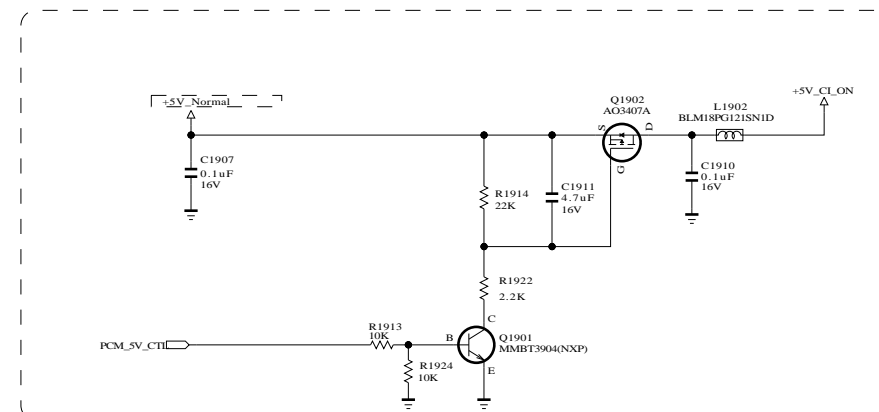 +5V_Normal
C1907
0.1uF
16V
R1914
22K
C1911
4.7uF
16V
Q1902
AO3407A
S
D
G
L1902
BLM18PG121SN1D
+5V_CI_ON
C1910
0.1uF
16V
R1922
2.2K
PCM_5V_CTL
R1913
10K
R1924
10K
B
C
E
Q1901
MMBT3904(NXP)